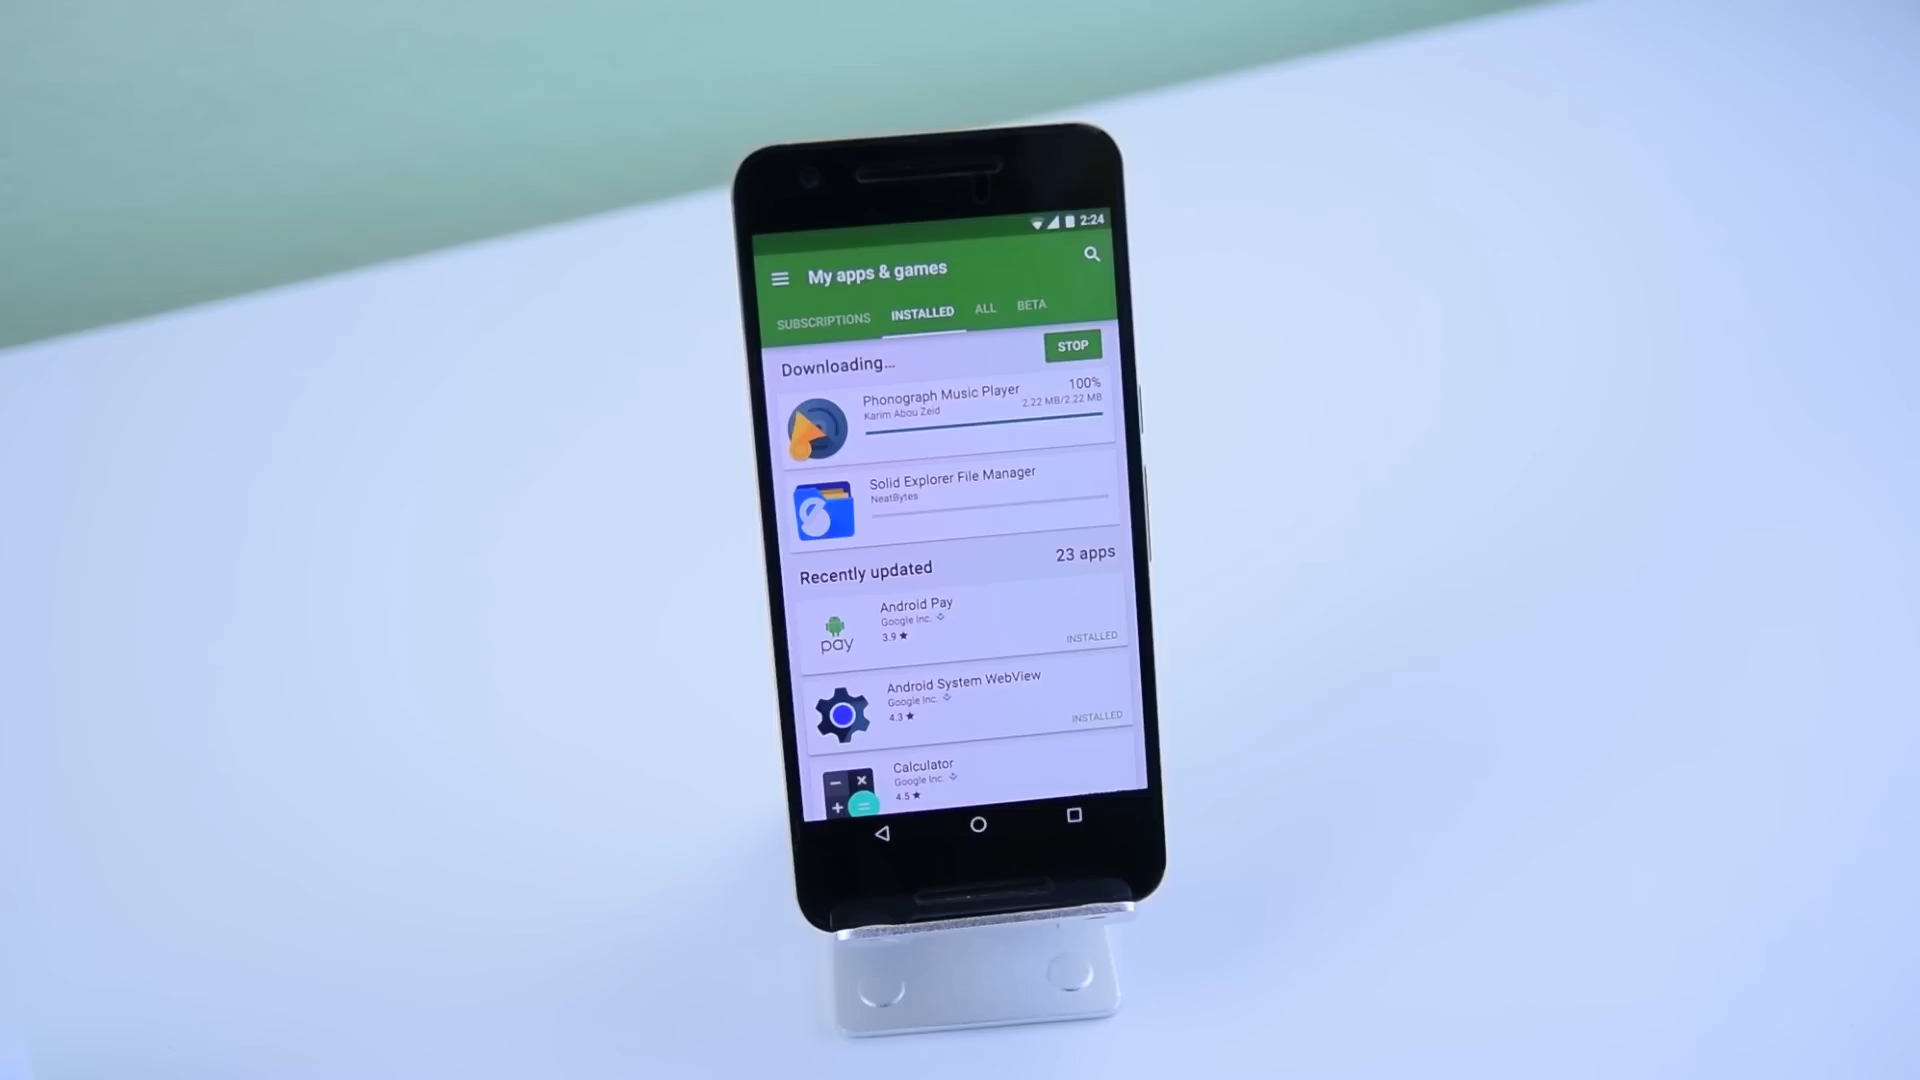 2:24
My apps & games
SUBSCRIPTIONS INSTALLED ALL BETA
Downloading... STOP
Phonograph Music Player 100%
Karim Abou Zeid 2.22 MB/2.22 MB
Solid Explorer File Manager
NeatBytes
Recently updated 23 apps
Android Pay
Google Inc.
3.9★ INSTALLED
pay
Android System WebView
Google Inc.
4.3★ INSTALLED
Calculator
Google Inc.
4.5★